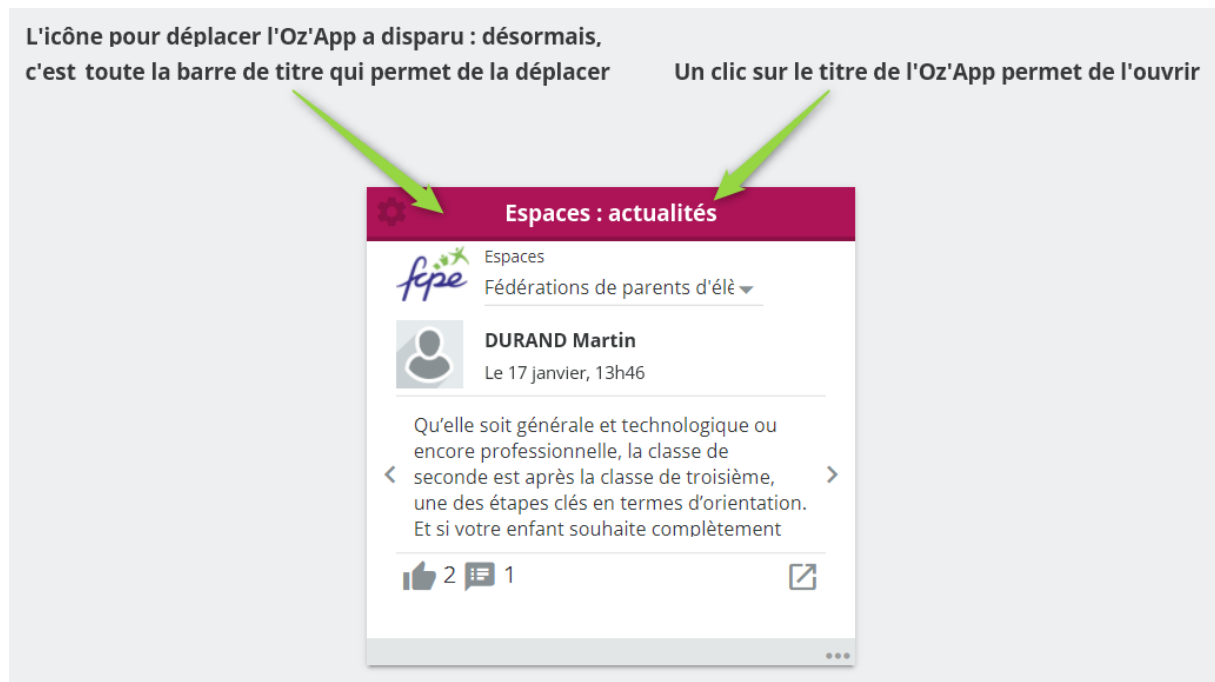 L'icône pour déplacer l'Oz'App a disparu : désormais,
c'est toute la barre de titre qui permet de la déplacer
Un clic sur le titre de l'Oz'App permet de l'ouvrir
Espaces : actualités
fcpe
Espaces
Fédérations de parents d'élè
DURAND Martin
Le 17 janvier, 13h46
Qu’elle soit générale et technologique ou
encore professionnelle, la classe de
seconde est après la classe de troisième,
une des étapes clés en termes d’orientation.
Et si votre enfant souhaite complètement
2 1